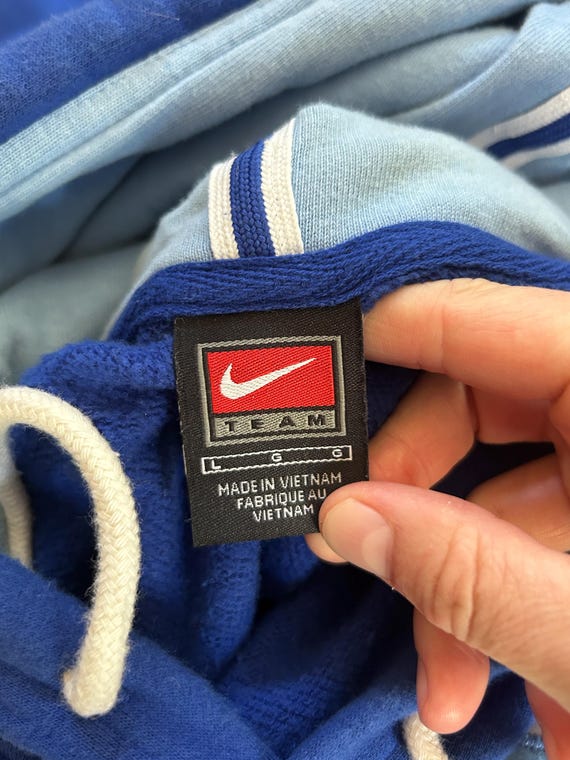 TEAM
L G G
MADE IN VIETNAM
FABRIQUE AU
VIETNAM